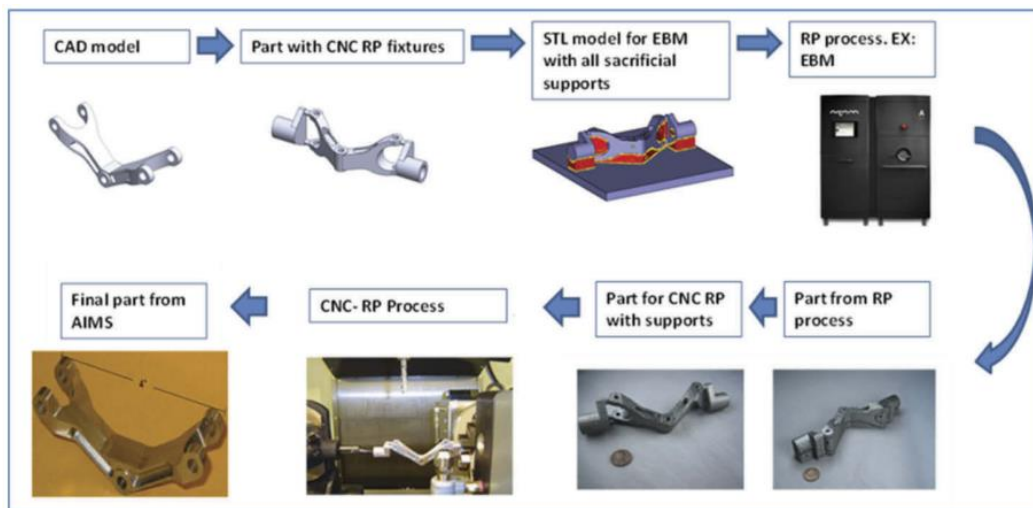 CAD model
Part with CNC RP fixtures
STL model for EBM
with all sacrificial
supports
RP process. EX:
EBM
Final part from
AIMS
CNC- RP Process
Part for CNC RP
with supports
Part from RP
process